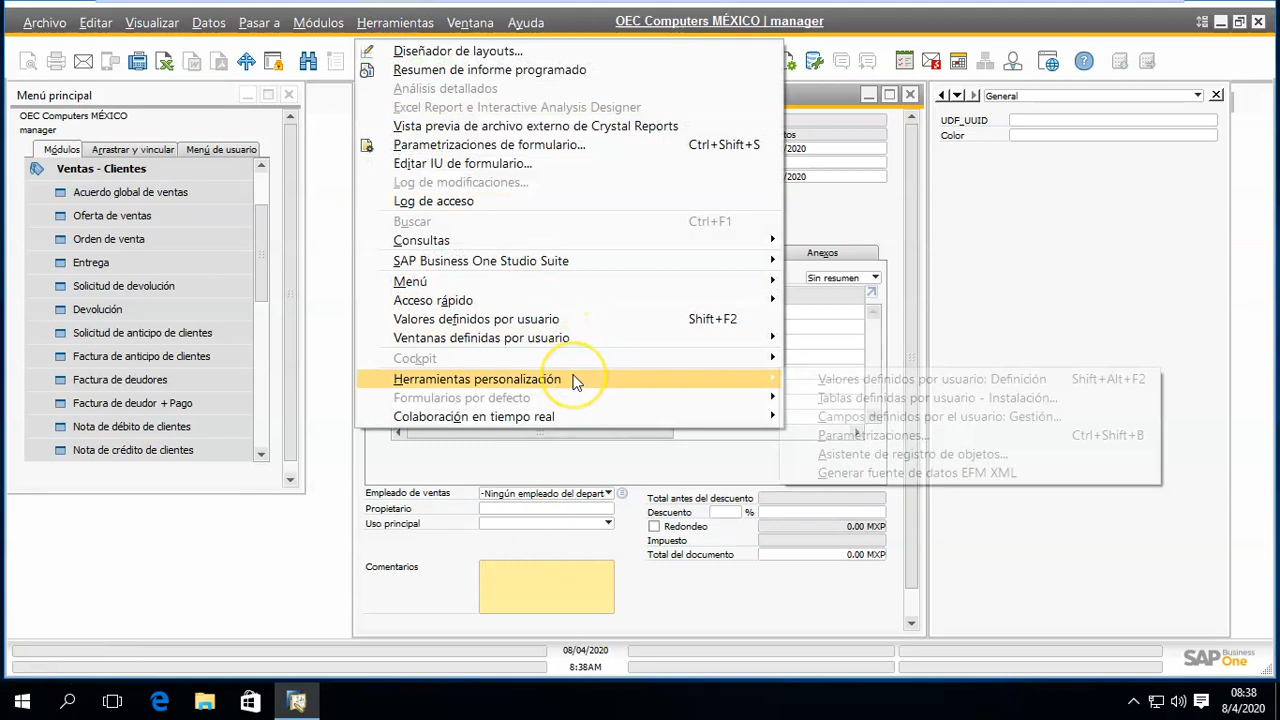 Archivo Editar Visualizar Datos Pasar a Módulos Herramientas Ventana Ayuda OEC Computers MÉXICO | manager
Menú principal
OEC Computers MÉXICO
manager
Módulos Arrastrar y vincular Menú de usuario
Ventas - Clientes
Acuerdo global de ventas
Oferta de ventas
Orden de venta
Entrega
Solicitud de devolución
Devolución
Solicitud de anticipo de clientes
Factura de anticipo de clientes
Factura de deudores
Factura de deudor + Pago
Nota de débito de clientes
Nota de crédito de clientes
Diseñador de layouts...
Resumen de informe programado
Análisis detallados
Excel Report e Interactive Analysis Designer
Vista previa de archivo externo de Crystal Reports
Parametrizaciones de formulario... Ctrl+Shift+S
Editar IU de formulario...
Log de modificaciones...
Log de acceso
Buscar Ctrl+F1
Consultas
SAP Business One Studio Suite
Menú
Acceso rápido
Valores definidos por usuario Shift+F2
Ventanas definidas por usuario
Cockpit
Herramientas personalización
Formularios por defecto
Colaboración en tiempo real
Valores definidos por usuario: Definición Shift+Alt+F2
Tablas definidas por usuario - Instalación...
Campos definidos por el usuario: Gestión...
Parametrizaciones... Ctrl+Shift+B
Asistente de registro de objetos...
Generar fuente de datos EFM XML
tos
/2020
/2020
Anexos
Sin resumen
Empleado de ventas -Ningún empleado del depart
Propietario
Uso principal
Comentarios
Total antes del descuento
Descuento %
Redondeo 0.00 MXP
Impuesto
Total del documento 0.00 MXP
General
UDF_UUID
Color
08/04/2020
8:38AM
SAP Business One
08:38
8/4/2020